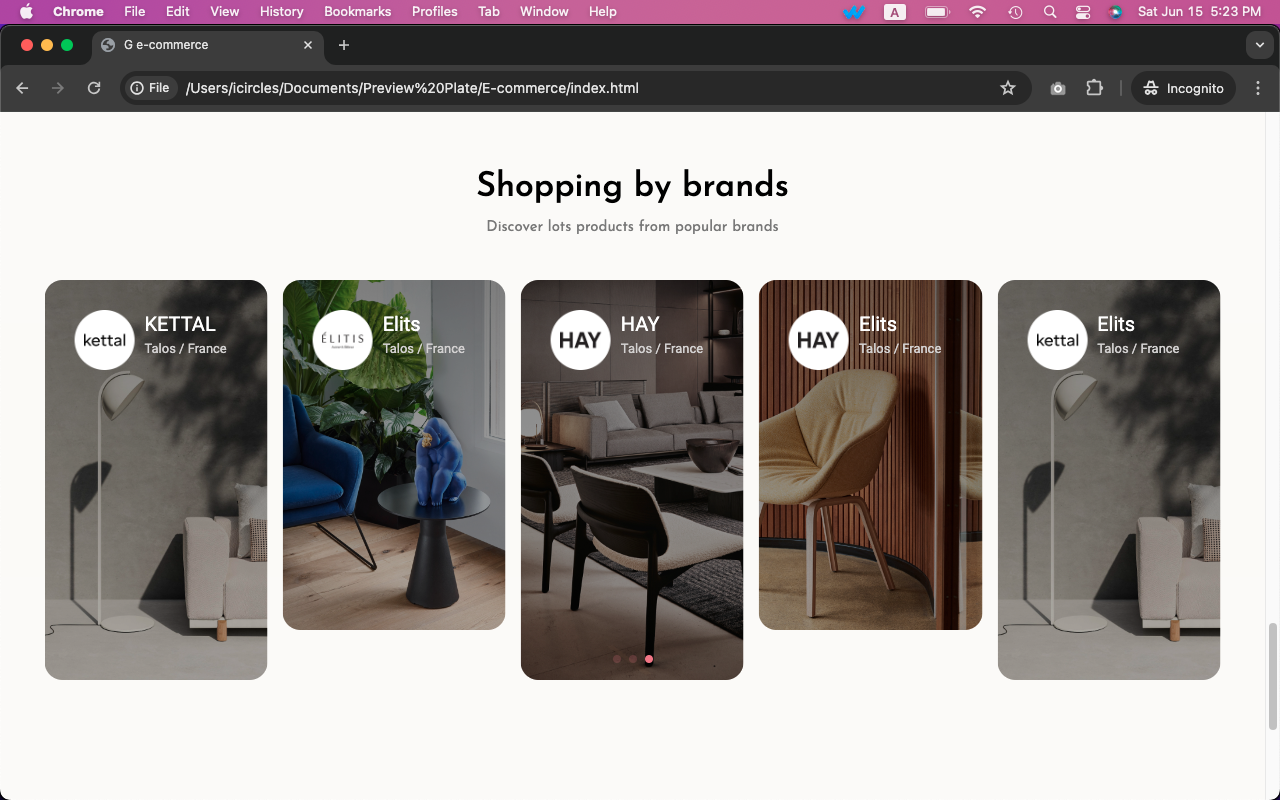 Chrome File Edit View History Bookmarks Profiles Tab Window Help A Sat Jun 15 5:23 PM
G e-commerce
File /Users/icircles/Documents/Preview%20Plate/E-commerce/index.html Incognito
Shopping by brands
Discover lots products from popular brands
kettal KETTAL
Talos / France
ÉLITIS Elits
Talos / France
HAY HAY
Talos / France
HAY Elits
Talos / France
kettal Elits
Talos / France